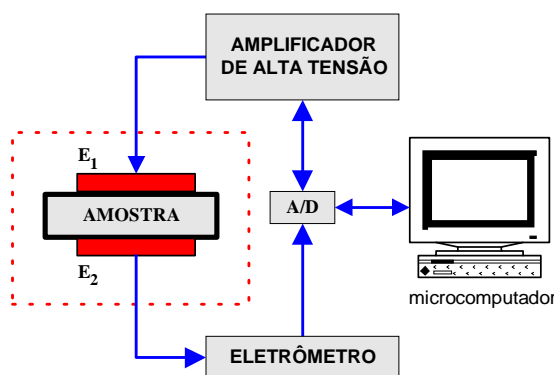 AMPLIFICADOR
DE ALTA TENSÃO
E1
AMOSTRA
E2
A/D
microcomputador
ELETRÔMETRO